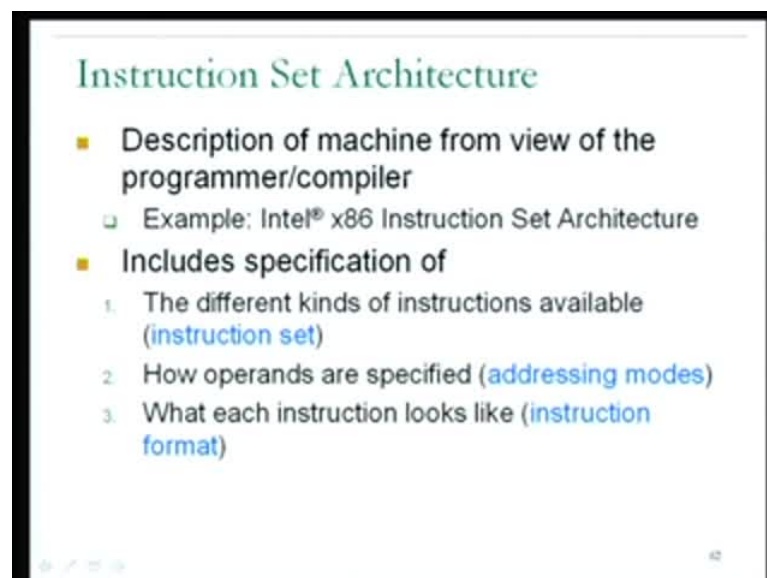 Instruction Set Architecture
Description of machine from view of the
programmer/compiler
Example: Intel® x86 Instruction Set Architecture
Includes specification of
1. The different kinds of instructions available
(instruction set)
2. How operands are specified (addressing modes)
3. What each instruction looks like (instruction
format)
42